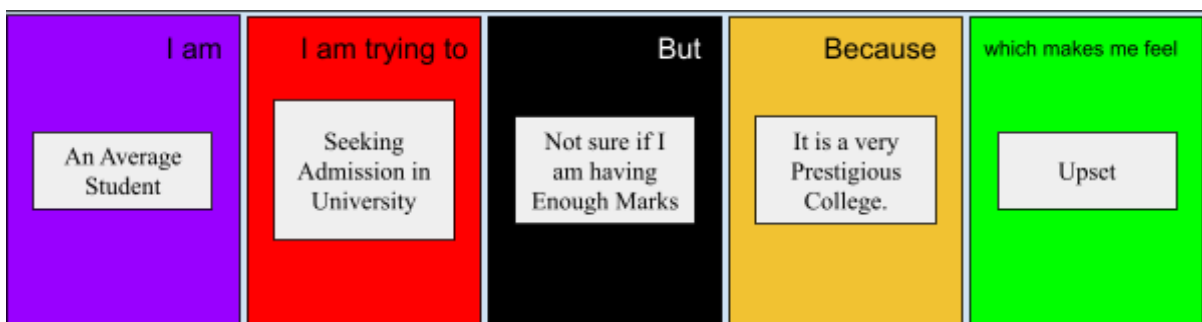 I am
An Average
Student
I am trying to
Seeking
Admission in
University
But
Not sure if I
am having
Enough Marks
Because
It is a very
Prestigious
College.
which makes me feel
Upset